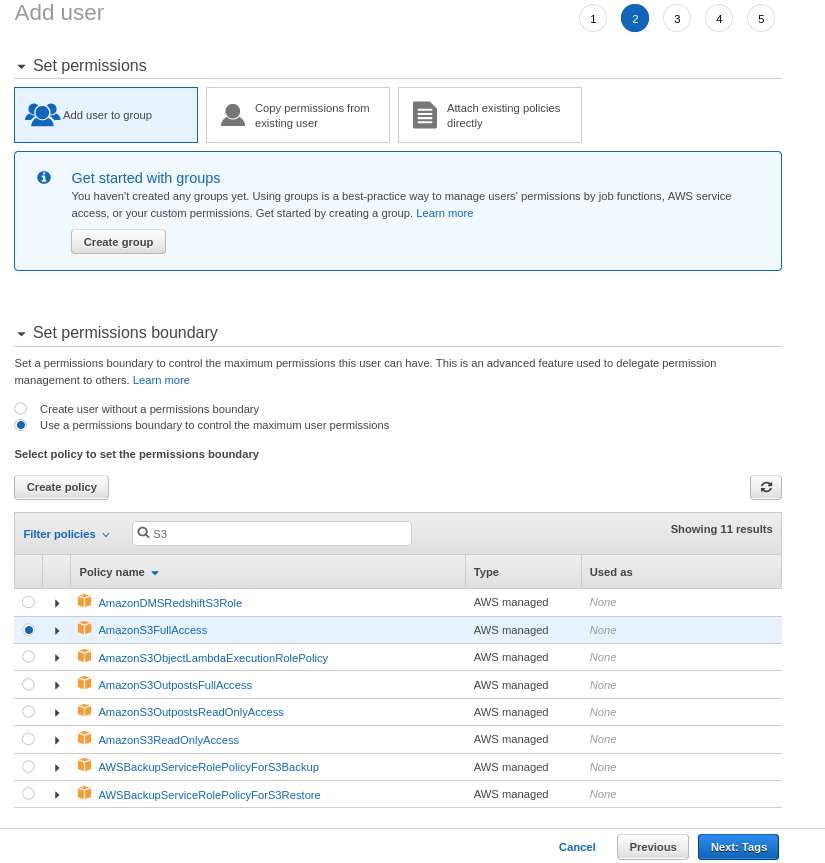 Add user
1 2 3 4 5
Set permissions
Add user to group
Copy permissions from
existing user
Attach existing policies
directly
Get started with groups
You haven't created any groups yet. Using groups is a best-practice way to manage users' permissions by job functions, AWS service
access, or your custom permissions. Get started by creating a group. Learn more
Create group
Set permissions boundary
Set a permissions boundary to control the maximum permissions this user can have. This is an advanced feature used to delegate permission
management to others. Learn more
Create user without a permissions boundary
Use a permissions boundary to control the maximum user permissions
Select policy to set the permissions boundary
Create policy
Filter policies S3 Showing 11 results
Policy name Type Used as
AmazonDMSRedshiftS3Role AWS managed None
AmazonS3FullAccess AWS managed None
AmazonS3ObjectLambdaExecutionRolePolicy AWS managed None
AmazonS3OutpostsFullAccess AWS managed None
AmazonS3OutpostsReadOnlyAccess AWS managed None
AmazonS3ReadOnlyAccess AWS managed None
AWSBackupServiceRolePolicyForS3Backup AWS managed None
AWSBackupServiceRolePolicyForS3Restore AWS managed None
Cancel Previous Next: Tags